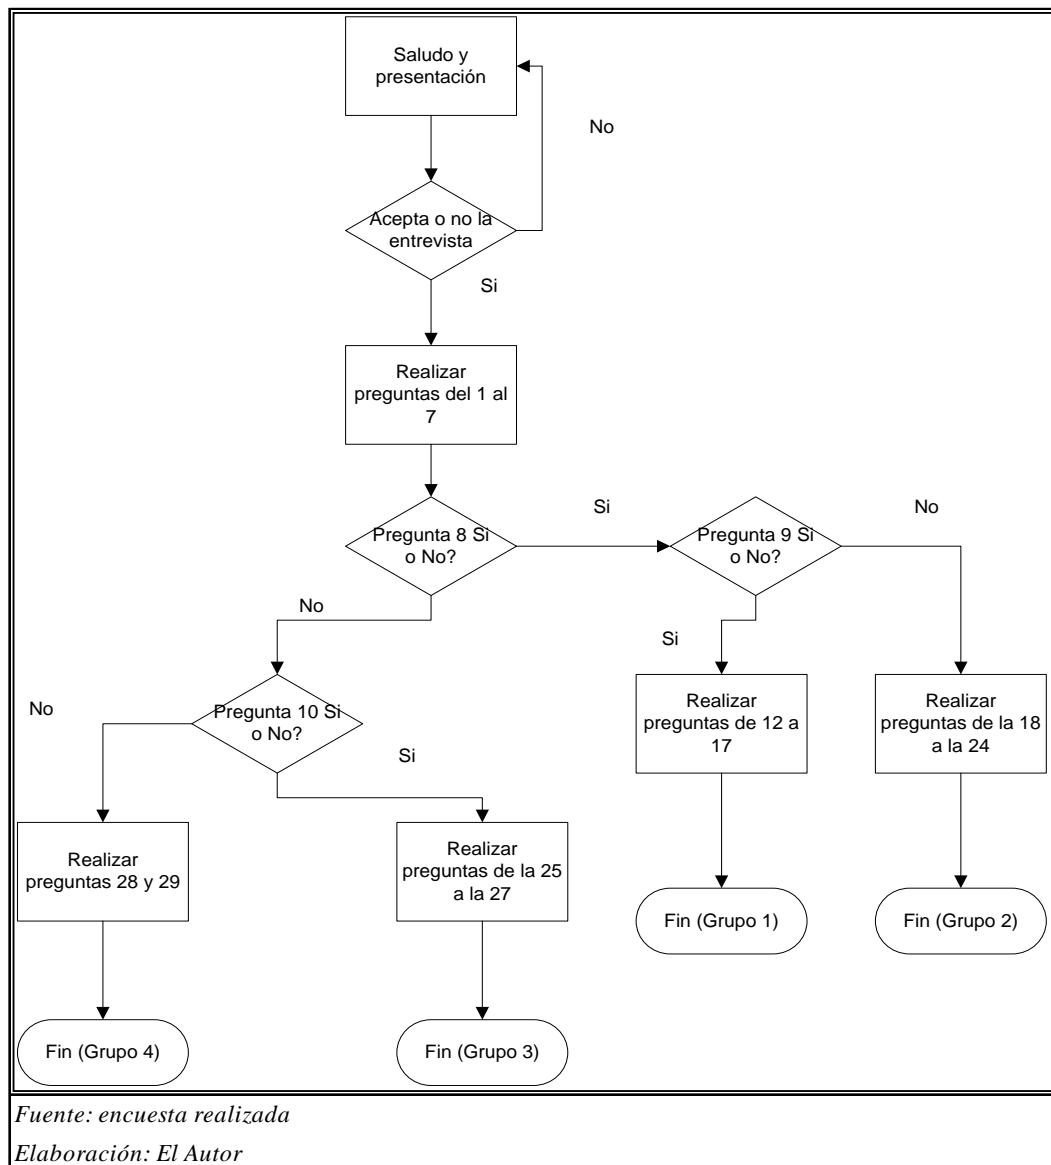 Saludo y
presentación
No
Acepta o no la
entrevista
Si
Realizar
preguntas del 1 al
7
Pregunta 8 Si
o No?
Si
Pregunta 9 Si
o No?
No
No
Si
Pregunta 10 Si
o No?
No
Si
Realizar
preguntas de 12 a
17
Realizar
preguntas de la 18
a la 24
Realizar
preguntas 28 y 29
Realizar
preguntas de la 25
a la 27
Fin (Grupo 1)
Fin (Grupo 2)
Fin (Grupo 4)
Fin (Grupo 3)
Fuente: encuesta realizada
Elaboración: El Autor